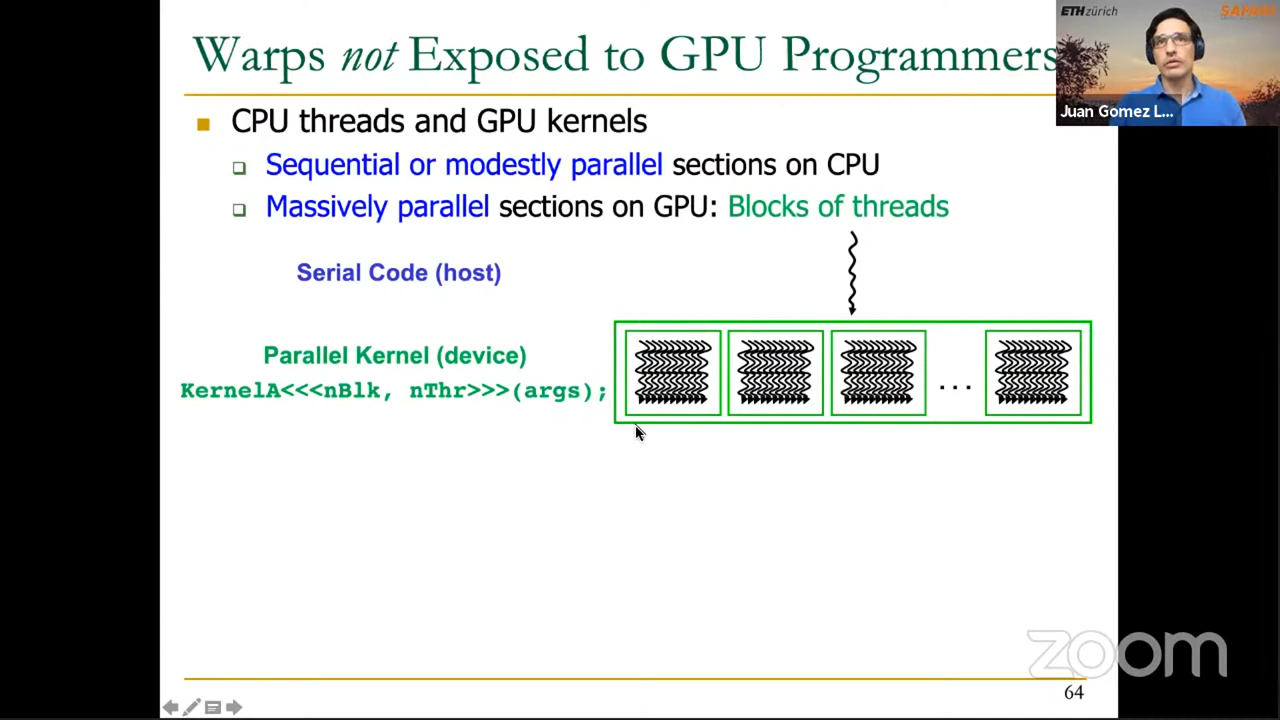 Warps not Exposed to GPU Programmers
ETH zürich
SAFARI
Juan Gomez L...
CPU threads and GPU kernels
Sequential or modestly parallel sections on CPU
Massively parallel sections on GPU: Blocks of threads
Serial Code (host)
Parallel Kernel (device)
KernelA<<<nBlk, nThr>>>(args);
...
zoom
64